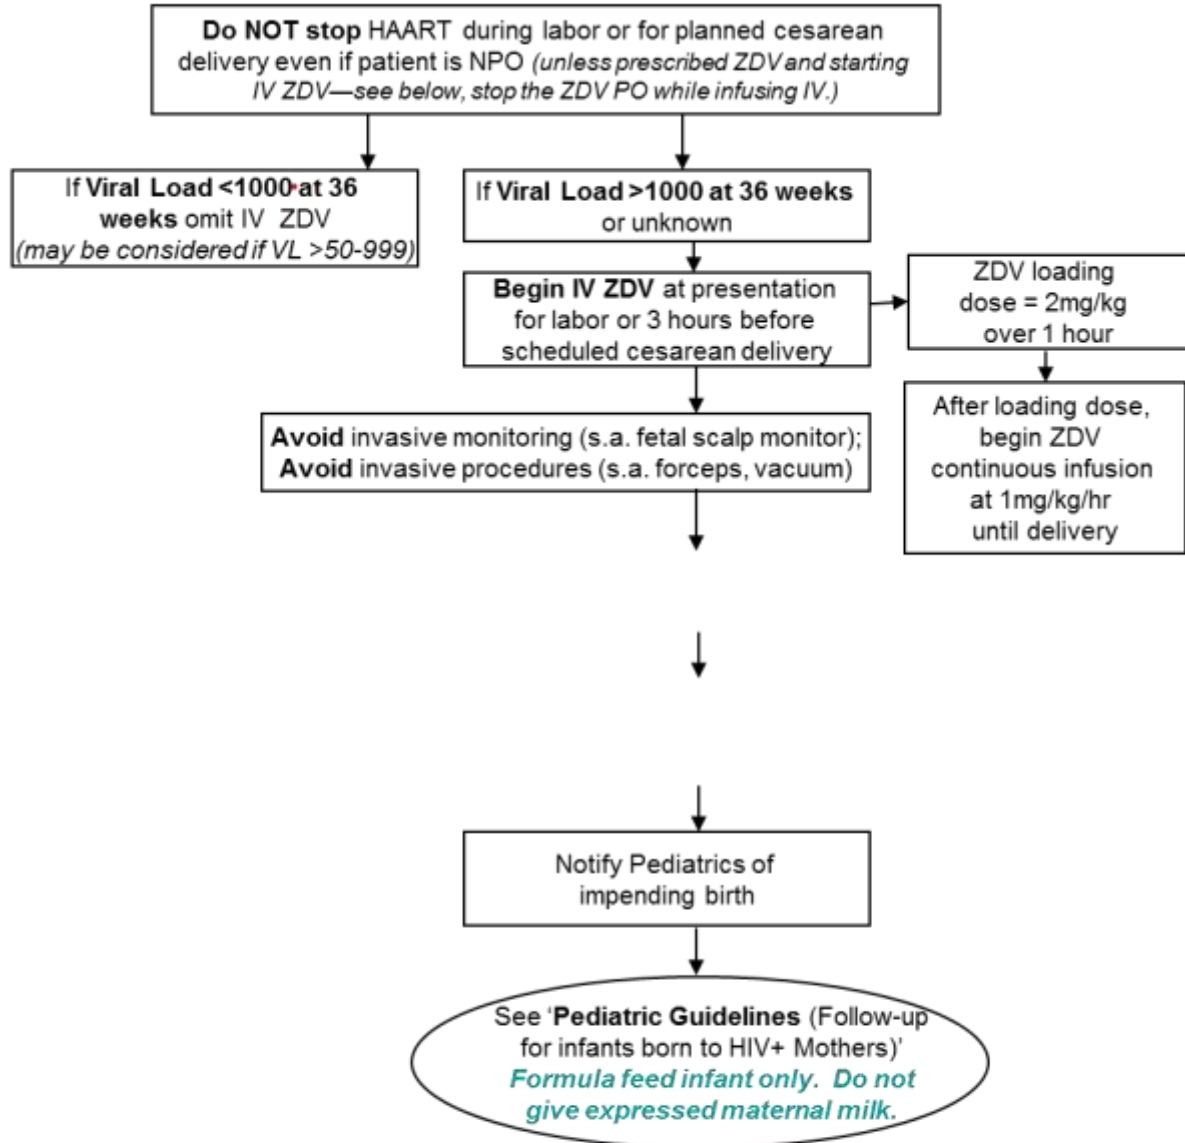 Do NOT stop HAART during labor or for planned cesarean
delivery even if patient is NPO (unless prescribed ZDV and starting
IV ZDV—see below, stop the ZDV PO while infusing IV.)
If Viral Load <1000 at 36
weeks omit IV ZDV
(may be considered if VL >50-999)
If Viral Load >1000 at 36 weeks
or unknown
Begin IV ZDV at presentation
for labor or 3 hours before
scheduled cesarean delivery
ZDV loading
dose = 2mg/kg
over 1 hour
After loading dose,
begin ZDV
continuous infusion
at 1mg/kg/hr
until delivery
Avoid invasive monitoring (s.a. fetal scalp monitor);
Avoid invasive procedures (s.a. forceps, vacuum)
Notify Pediatrics of
impending birth
See ‘Pediatric Guidelines (Follow-up
for infants born to HIV+ Mothers)’
Formula feed infant only. Do not
give expressed maternal milk.